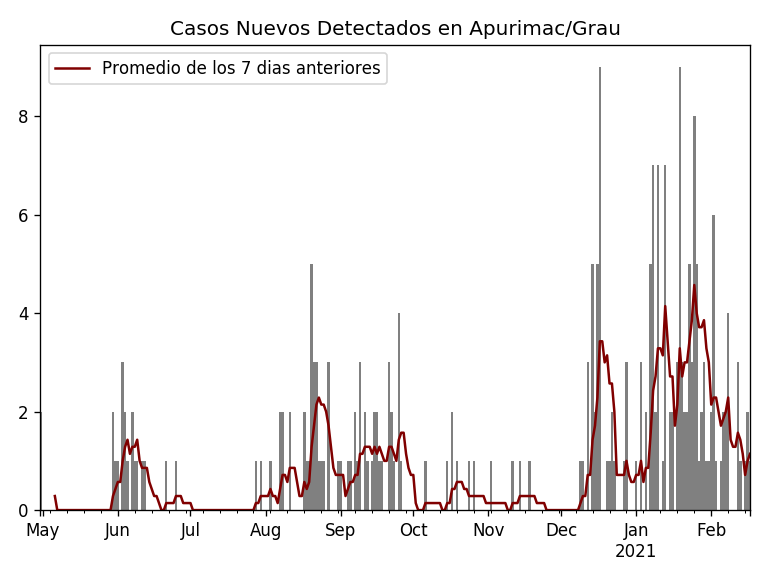 Casos Nuevos Detectados en Apurimac/Grau
Promedio de los 7 dias anteriores
8
6
4
2
0
May Jun Jul Aug Sep Oct Nov Dec Jan Feb
2021